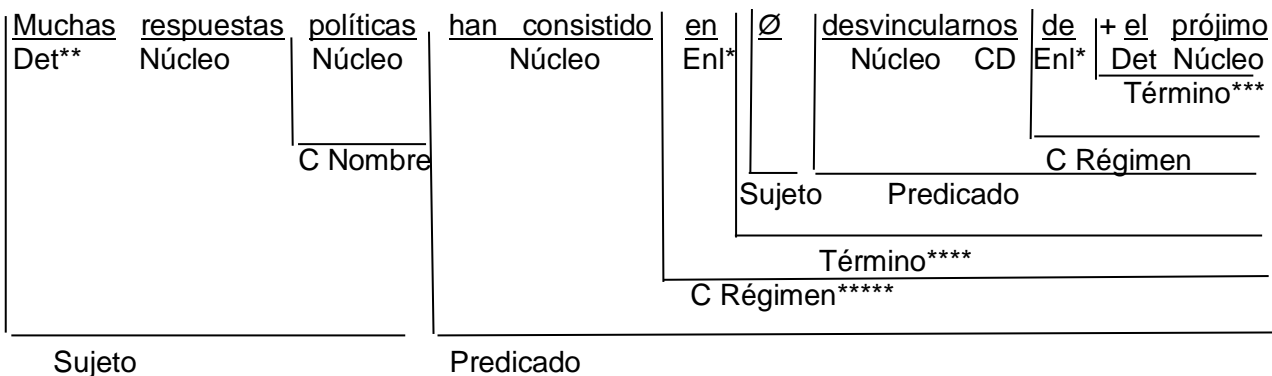 Muchas respuestas políticas han consistido en Ø desvincularnos de + el prójimo
Det** Núcleo Núcleo Núcleo Enl* Núcleo CD Enl* Det Núcleo
Término***
C Nombre C Régimen
Sujeto Predicado
Término****
C Régimen*****
Sujeto Predicado